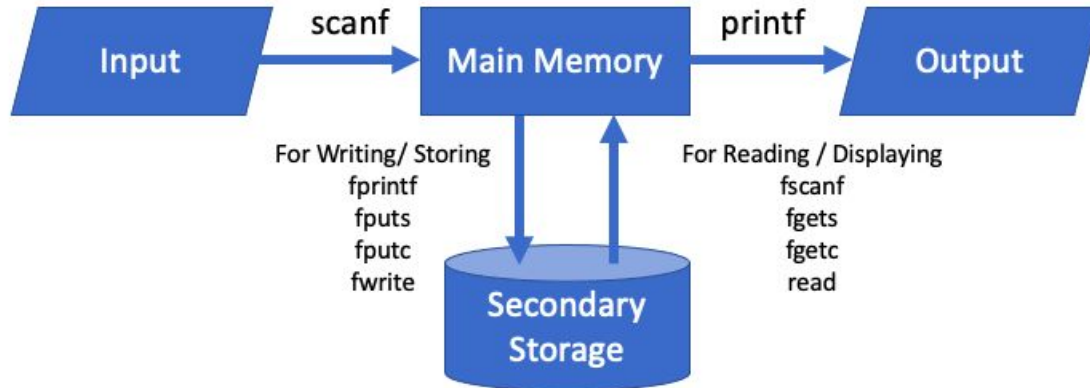 scanf
printf
Input
Main Memory
Output
For Writing/ Storing
fprintf
fputs
fputc
fwrite
For Reading / Displaying
fscanf
fgets
fgetc
read
Secondary
Storage